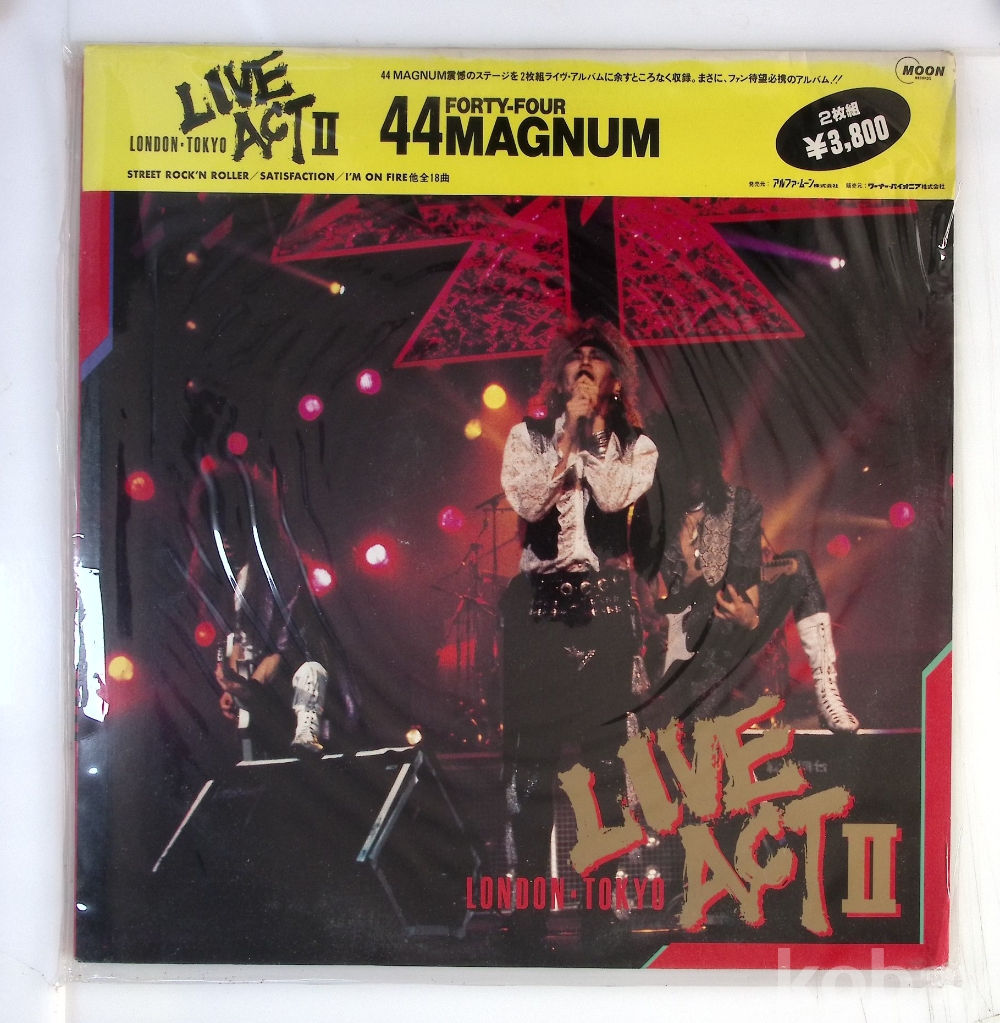 LIVE
ACT II
LONDON・TOKYO
44 MAGNUM震憾のステージを2枚組ライヴ・アルバムに余すところなく収録。まさに、ファン待望必携のアルバム!!
FORTY-FOUR
44MAGNUM
MOON
RECORDS
2枚組
¥3,800
STREET ROCK'N ROLLER/SATISFACTION/I'M ON FIRE他全18曲
発売元:アルファ・ムーン株式会社 販売元:ワーナー・パイオニア株式会社
LIVE
ACT II
LONDON・TOKYO